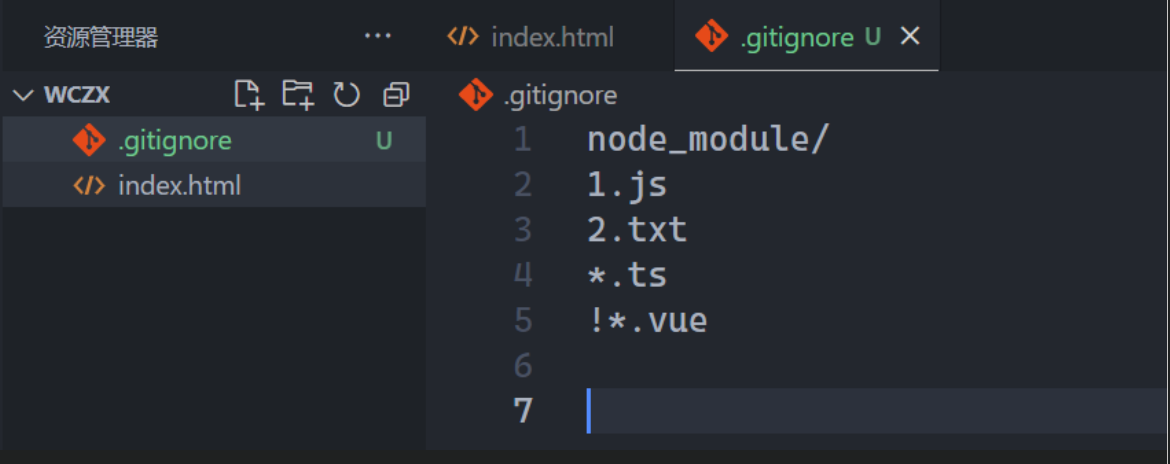 资源管理器 ...
WCZX
.gitignore U
index.html
index.html
.gitignore U
.gitignore
1 node_module/
2 1.js
3 2.txt
4 *.ts
5 !*.vue
6
7